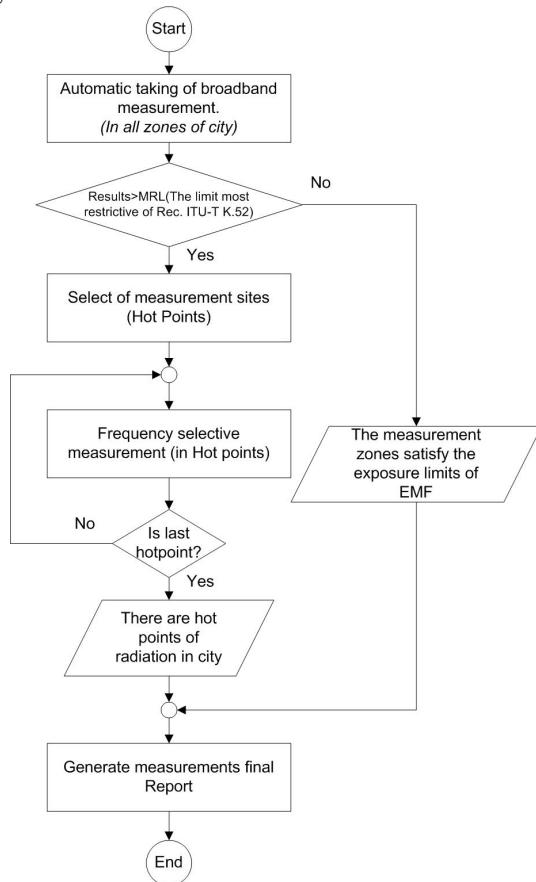 Start
Automatic taking of broadband
measurement.
(In all zones of city)
Results>MRL(The limit most
restrictive of Rec. ITU-T K.52)
No
Yes
Select of measurement sites
(Hot Points)
Frequency selective
measurement (in Hot points)
The measurement
zones satisfy the
exposure limits of
EMF
No
Is last
hotpoint?
Yes
There are hot
points of
radiation in city
Generate measurements final
Report
End